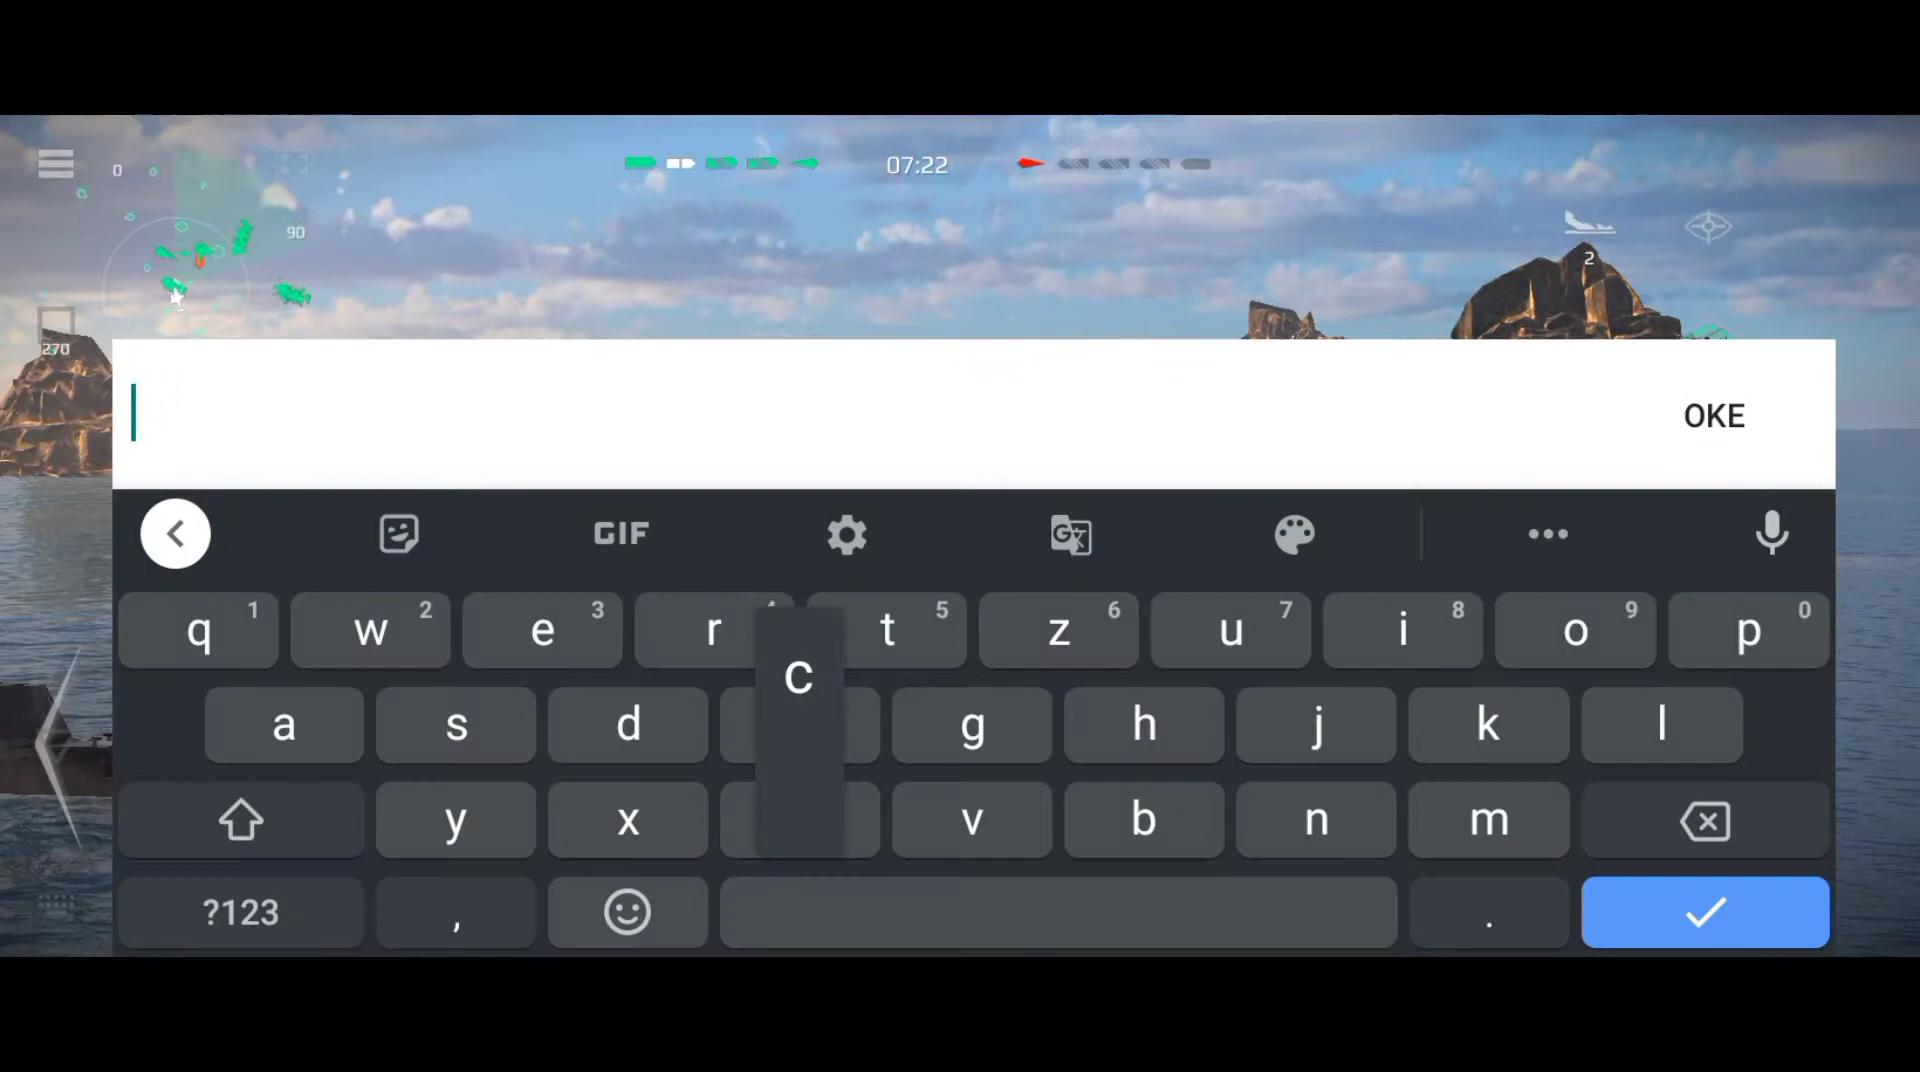 0
07:22
90
2
270
OKE
GIF
G
q 1 w 2 e 3 r t 5 z 6 u 7 i 8 o 9 p 0
c
a s d g h j k l
y x v b n m
?123 , .